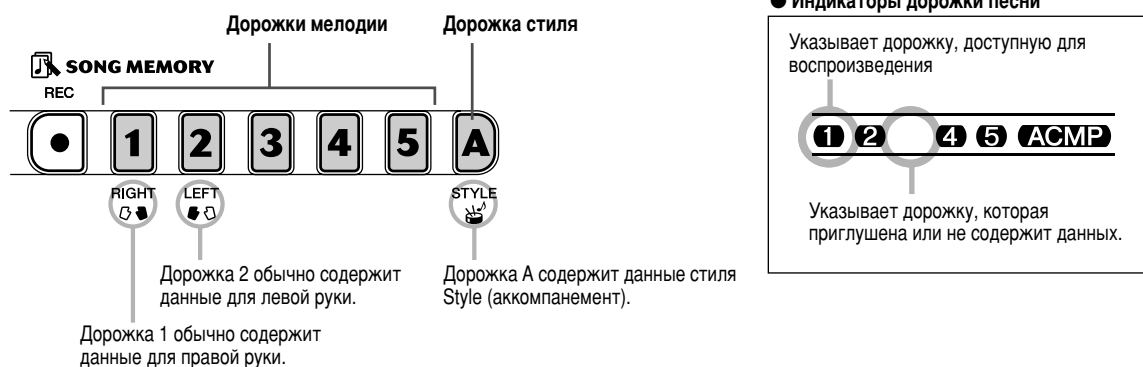 Дорожки мелодии
Дорожка стиля
SONG MEMORY
REC
1 2 3 4 5 A
RIGHT
LEFT
STYLE
Дорожка 2 обычно содержит
данные для левой руки.
Дорожка A содержит данные стиля
Style (аккомпанемент).
Дорожка 1 обычно содержит
данные для правой руки.
● Индикаторы дорожки песни
Указывает дорожку, доступную для
воспроизведения
1 2 4 5 ACMP
Указывает дорожку, которая
приглушена или не содержит данных.